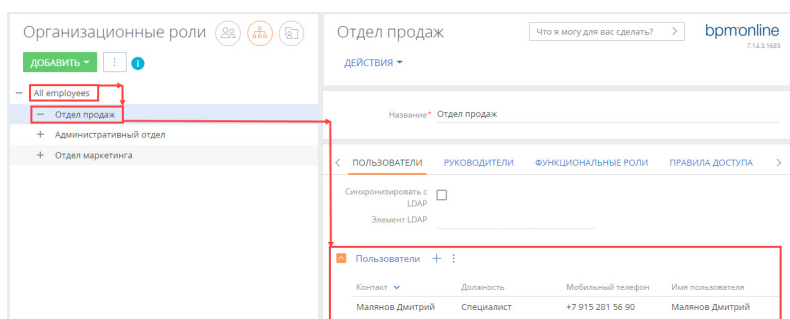 Организационные роли
ДОБАВИТЬ
All employees
Отдел продаж
Административный отдел
Отдел маркетинга
Отдел продаж
Что я могу для вас сделать?
bpmonline
7.14.3.1683
ДЕЙСТВИЯ
Название* Отдел продаж
ПОЛЬЗОВАТЕЛИ РУКОВОДИТЕЛИ ФУНКЦИОНАЛЬНЫЕ РОЛИ ПРАВИЛА ДОСТУПА
Синхронизировать с
LDAP
Элемент LDAP
Пользователи
Контакт Должность Мобильный телефон Имя пользователя
Малянов Дмитрий Специалист +7 915 281 56 90 Малянов Дмитрий